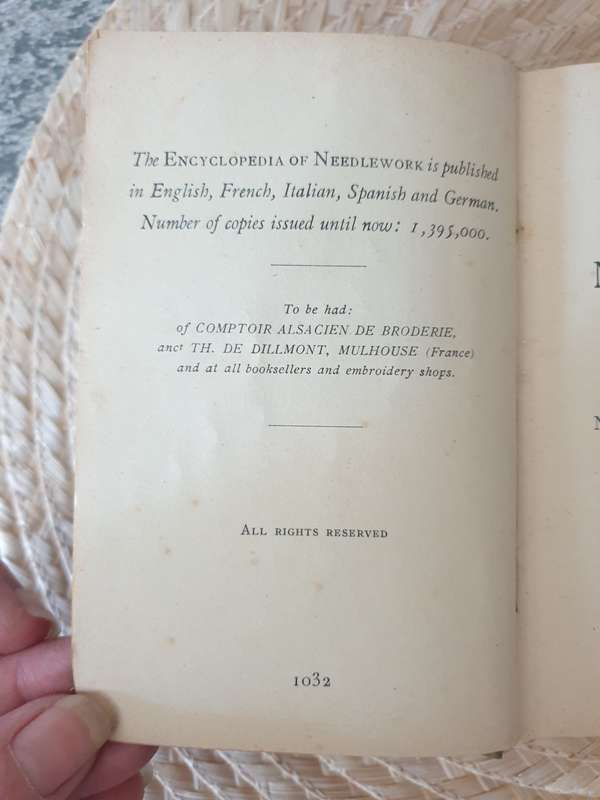 The ENCYCLOPEDIA OF NEEDLEWORK is published
in English, French, Italian, Spanish and German.
Number of copies issued until now: 1,395,000.
To be had:
of COMPTOIR ALSACIEN DE BRODERIE,
anct TH. DE DILLMONT, MULHOUSE (France)
and at all booksellers and embroidery shops.
ALL RIGHTS RESERVED
1032